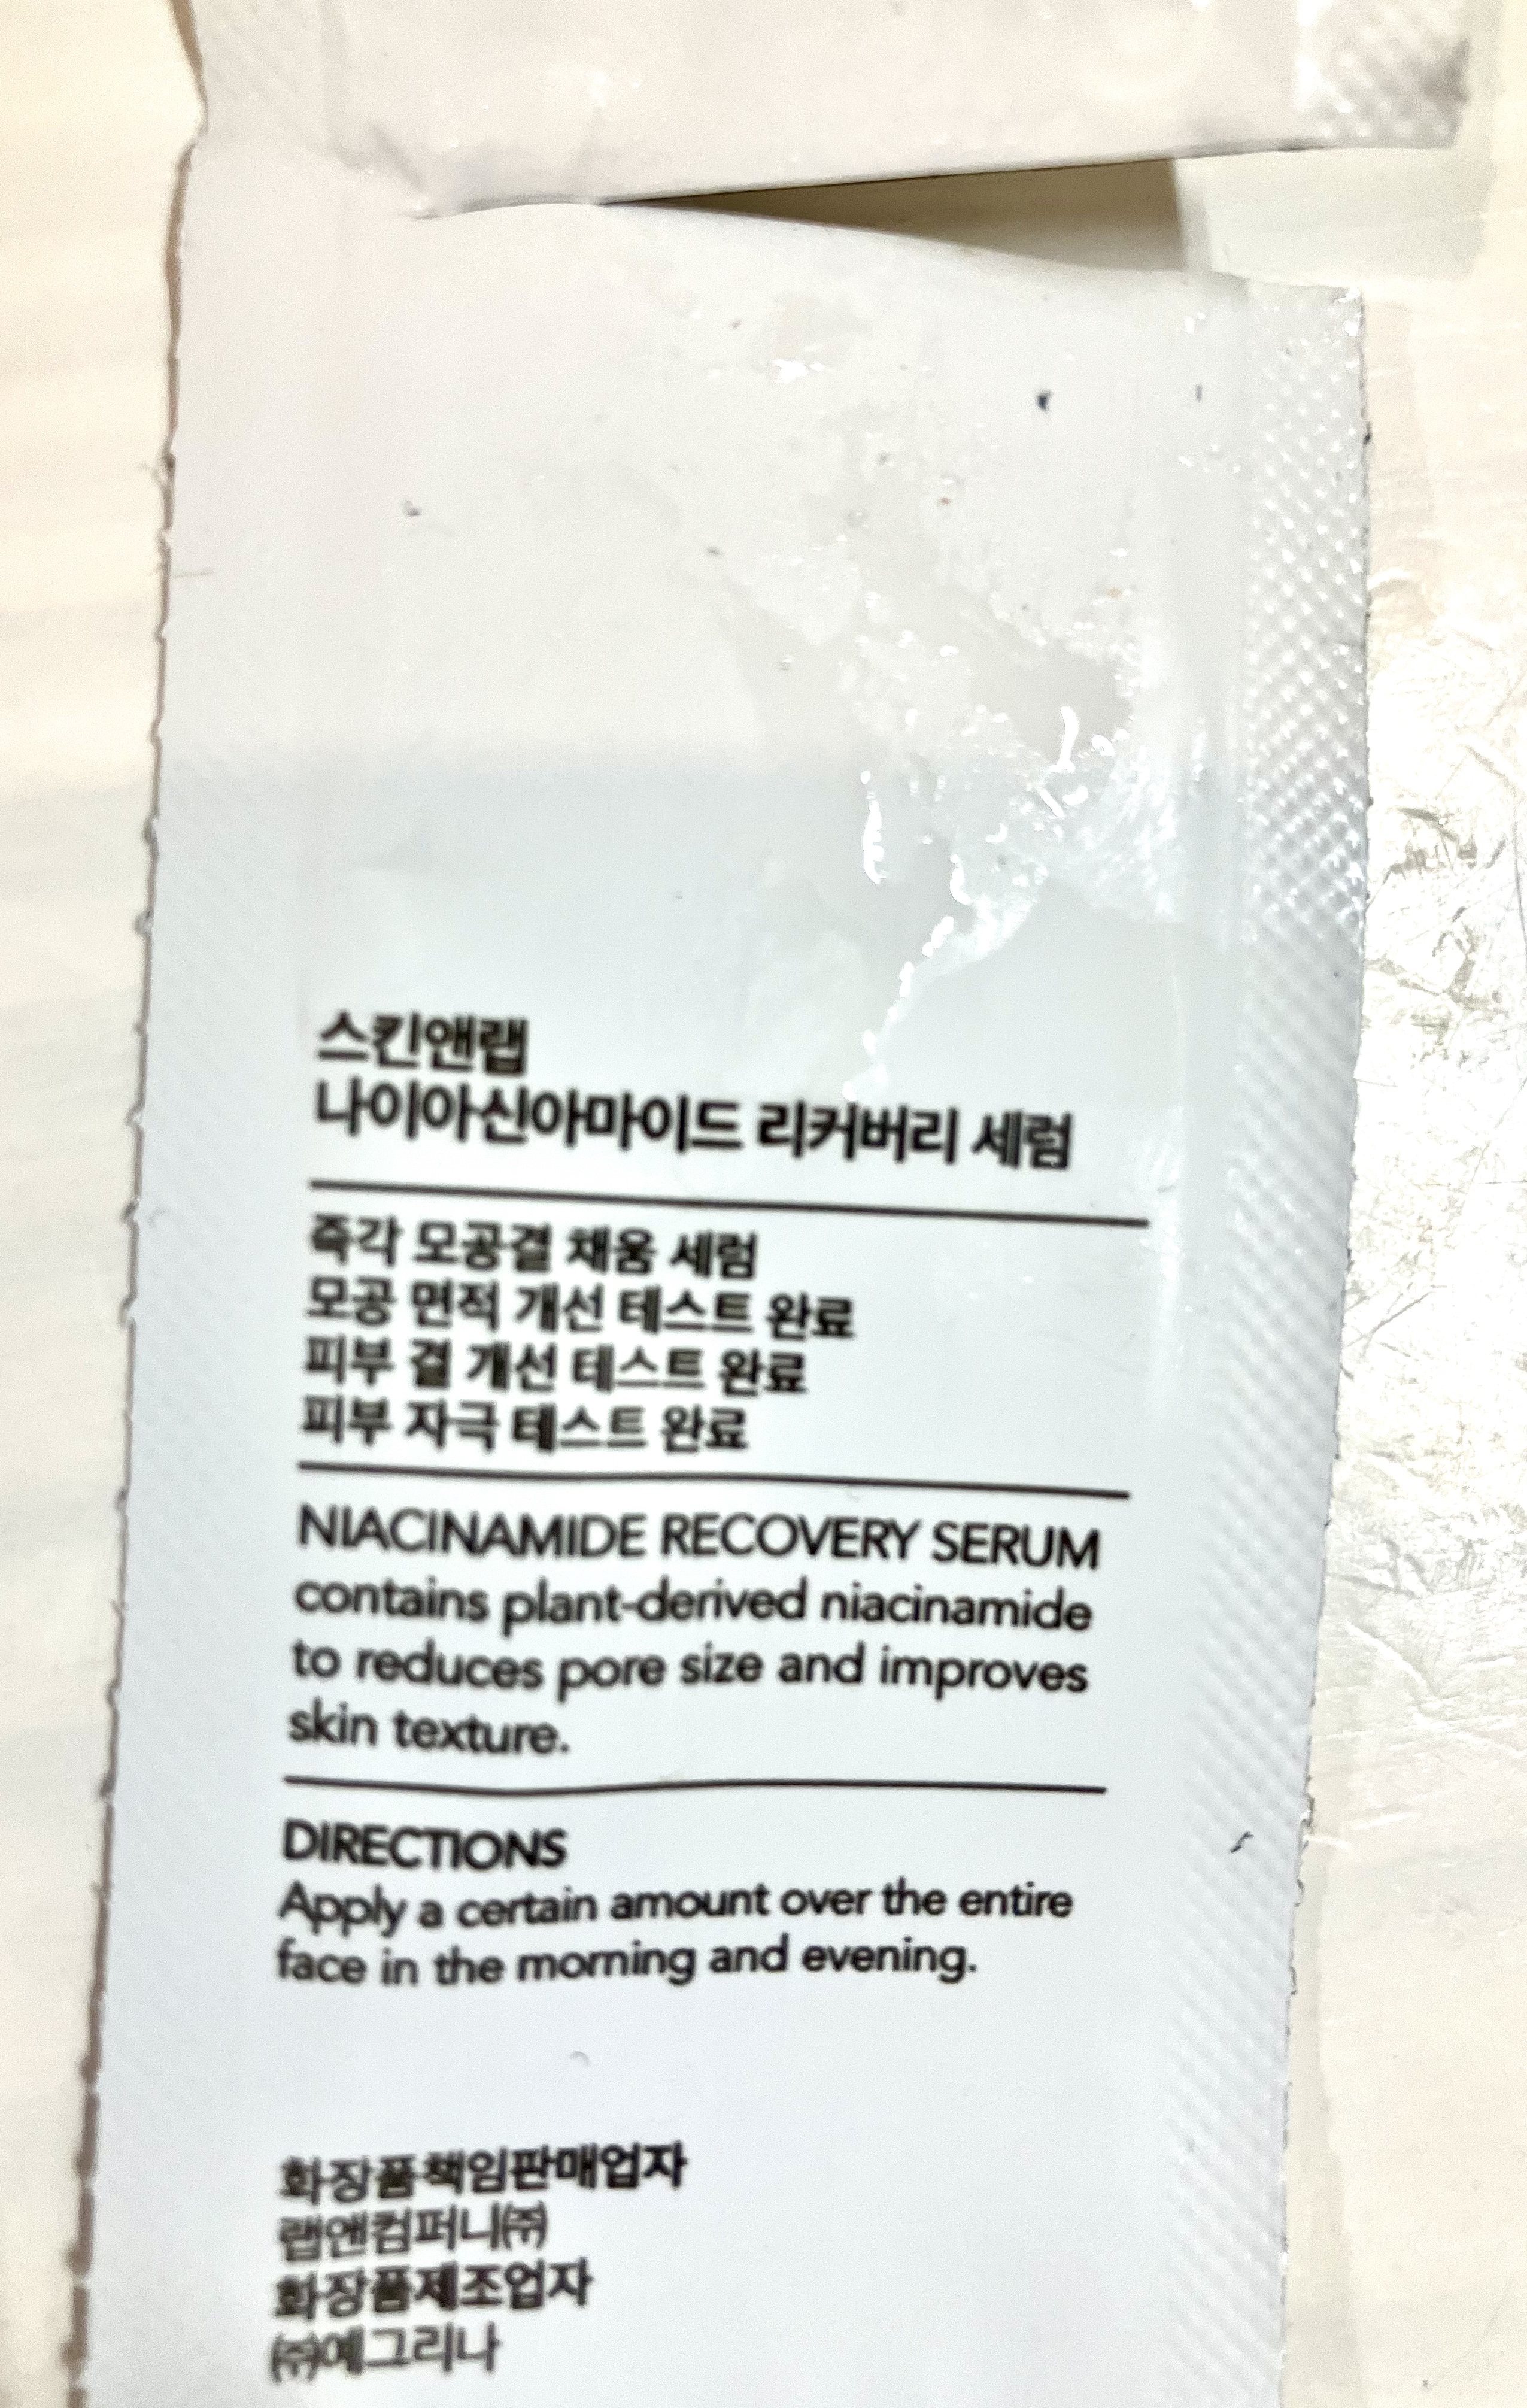 스킨앤랩
나이아신아마이드 리커버리 세럼
즉각 모공결 채움 세럼
모공 면적 개선 테스트 완료
피부 결 개선 테스트 완료
피부 자극 테스트 완료
NIACINAMIDE RECOVERY SERUM
contains plant-derived niacinamide
to reduces pore size and improves
skin texture.
DIRECTIONS
Apply a certain amount over the entire
face in the morning and evening.
화장품책임판매업자
랩앤컴퍼니㈜
화장품제조업자
㈜예그리나